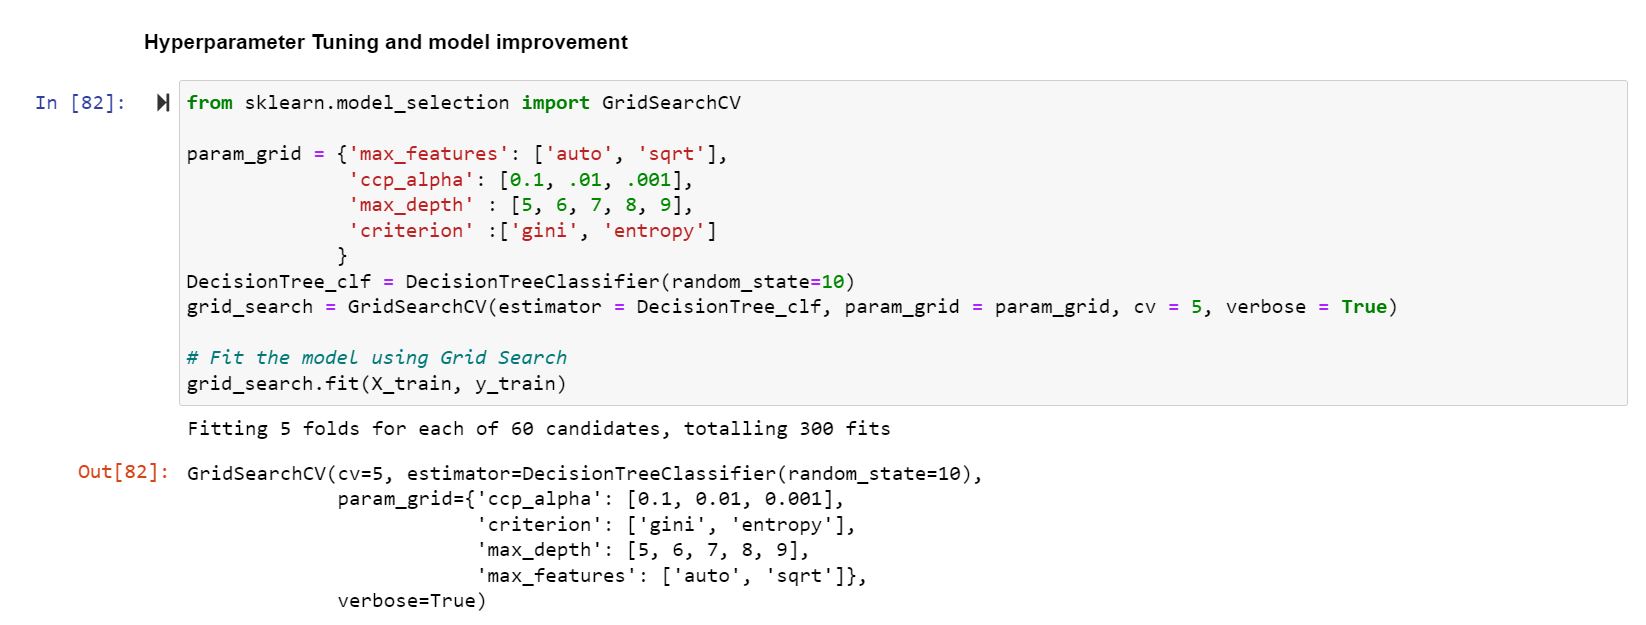 Hyperparameter Tuning and model improvement
In [82]:
from sklearn.model_selection import GridSearchCV
param_grid = {'max_features': ['auto', 'sqrt'],
'ccp_alpha': [0.1, .01, .001],
'max_depth' : [5, 6, 7, 8, 9],
'criterion' :['gini', 'entropy']
}
DecisionTree_clf = DecisionTreeClassifier(random_state=10)
grid_search = GridSearchCV(estimator = DecisionTree_clf, param_grid = param_grid, cv = 5, verbose = True)
# Fit the model using Grid Search
grid_search.fit(X_train, y_train)
Fitting 5 folds for each of 60 candidates, totalling 300 fits
Out[82]:
GridSearchCV(cv=5, estimator=DecisionTreeClassifier(random_state=10),
param_grid={'ccp_alpha': [0.1, 0.01, 0.001],
'criterion': ['gini', 'entropy'],
'max_depth': [5, 6, 7, 8, 9],
'max_features': ['auto', 'sqrt']},
verbose=True)